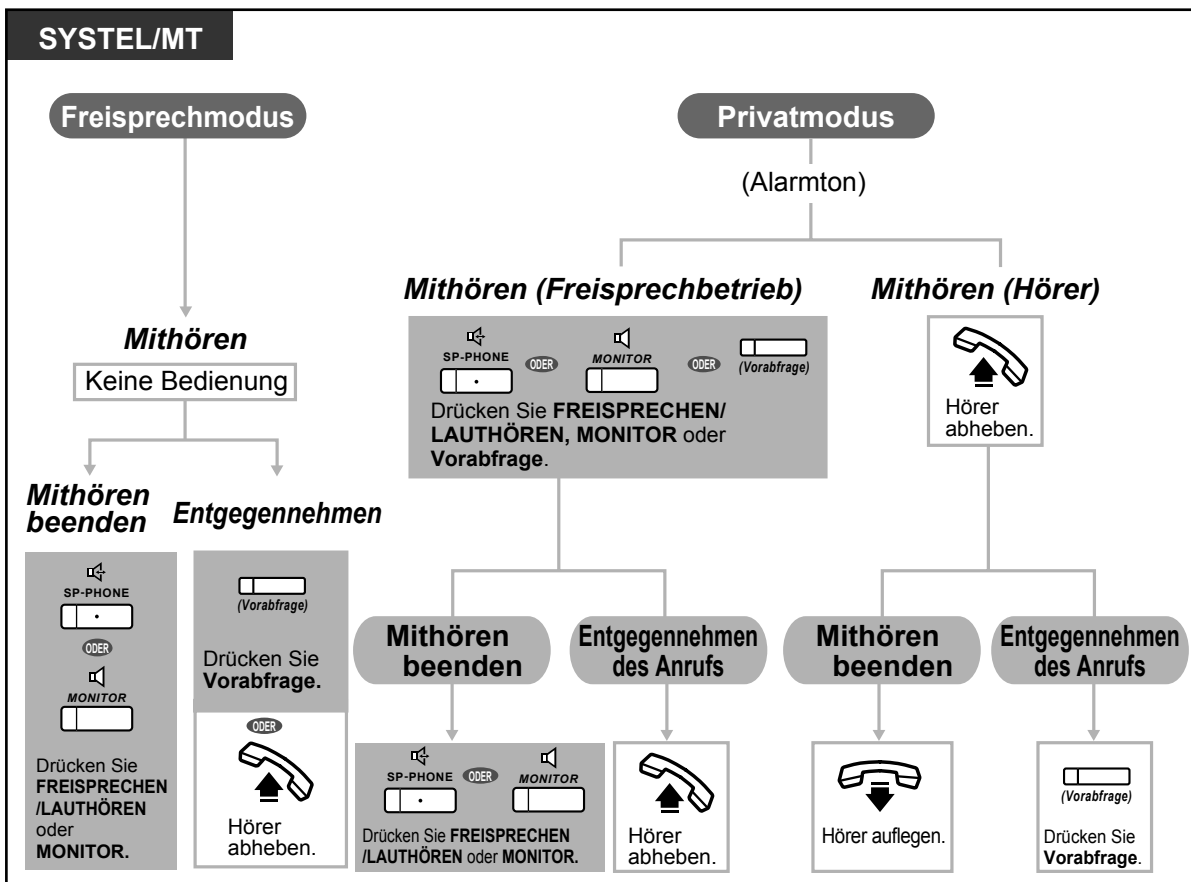 SYSTEL/MT
Freisprechmodus
Mithören
Keine Bedienung
Mithören
beenden
SP-PHONE
ODER
MONITOR
Drücken Sie
FREISPRECHEN
/LAUTHÖREN
oder
MONITOR.
Entgegennehmen
(Vorabfrage)
Drücken Sie
Vorabfrage.
ODER
Hörer
abheben.
Privatmodus
(Alarmton)
Mithören (Freisprechbetrieb)
SP-PHONE ODER MONITOR ODER (Vorabfrage)
Drücken Sie FREISPRECHEN/
LAUTHÖREN, MONITOR oder
Vorabfrage.
Mithören
beenden
SP-PHONE ODER MONITOR
Drücken Sie FREISPRECHEN
/LAUTHÖREN oder MONITOR.
Entgegennehmen
des Anrufs
Hörer
abheben.
Mithören (Hörer)
Hörer
abheben.
Mithören
beenden
Hörer auflegen.
Entgegennehmen
des Anrufs
(Vorabfrage)
Drücken Sie
Vorabfrage.